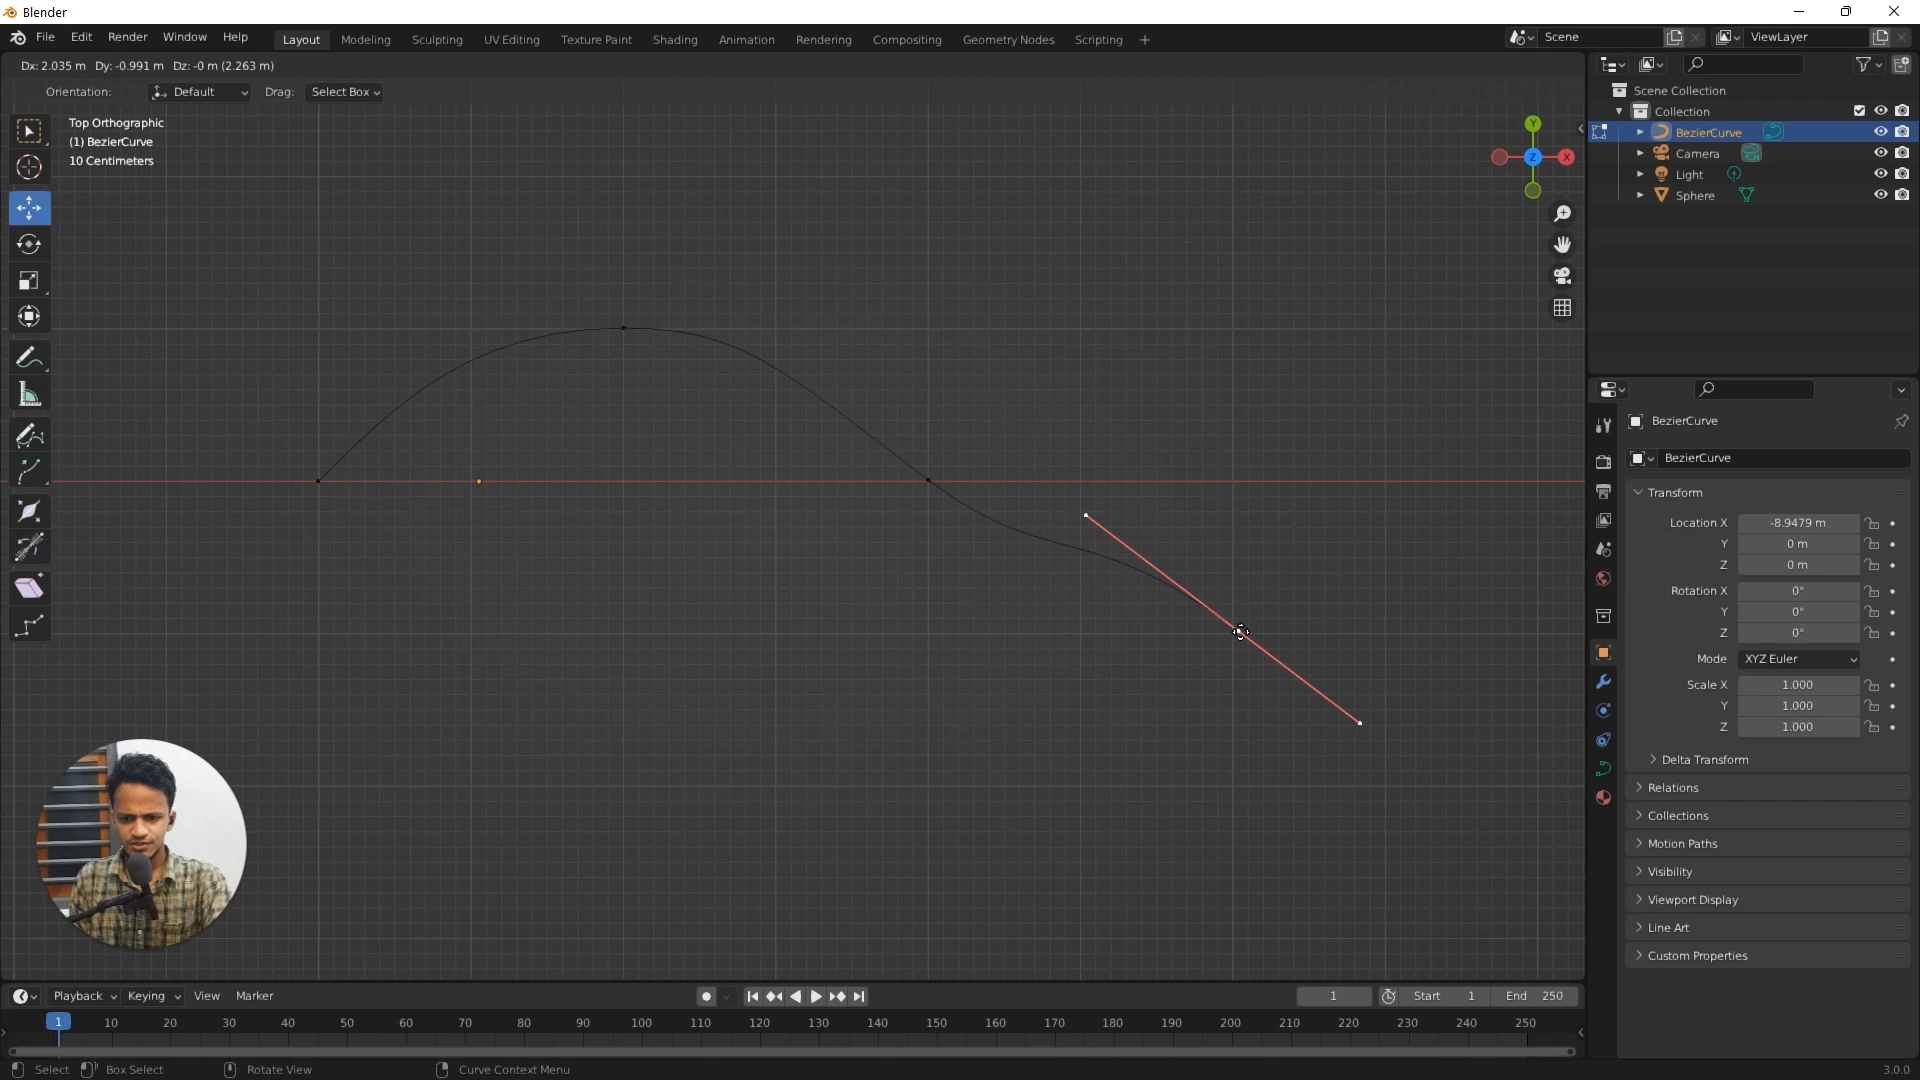 Blender
File Edit Render Window Help Layout Modeling Sculpting UV Editing Texture Paint Shading Animation Rendering Compositing Geometry Nodes Scripting + Scene ViewLayer
Dx: 2.035 m Dy: -0.991 m Dz: -0 m (2.263 m)
Orientation: Default Drag: Select Box
Top Orthographic
(1) BezierCurve
10 Centimeters
Y
Z
X
Scene Collection
Collection
BezierCurve
Camera
Light
Sphere
BezierCurve
BezierCurve
Transform
Location X -8.9479 m
Y 0 m
Z 0 m
Rotation X 0°
Y 0°
Z 0°
Mode XYZ Euler
Scale X 1.000
Y 1.000
Z 1.000
Delta Transform
Relations
Collections
Motion Paths
Visibility
Viewport Display
Line Art
Custom Properties
Playback Keying View Marker 1 Start 1 End 250
1 10 20 30 40 50 60 70 80 90 100 110 120 130 140 150 160 170 180 190 200 210 220 230 240 250
Select Box Select Rotate View Curve Context Menu 3.0.0